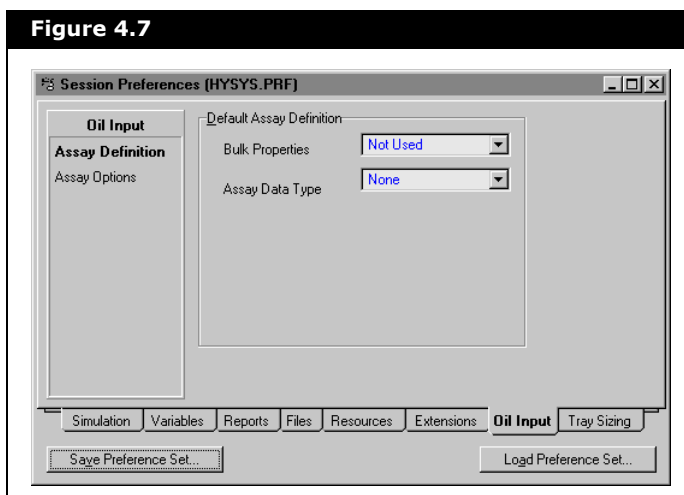 Figure 4.7
Session Preferences (HYSYS.PRF)
Oil Input
Assay Definition
Assay Options
Default Assay Definition
Bulk Properties
Not Used
Assay Data Type
None
Simulation
Variables
Reports
Files
Resources
Extensions
Oil Input
Tray Sizing
Save Preference Set...
Load Preference Set...